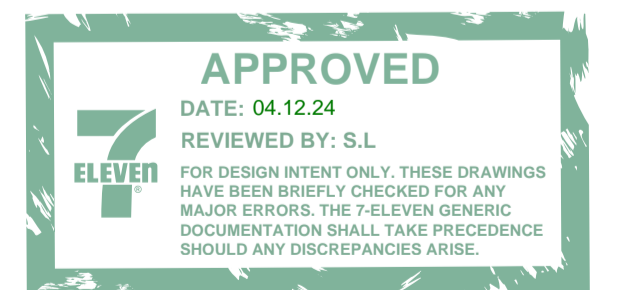 APPROVED
DATE: 04.12.24
REVIEWED BY: S.L
7
ELEVEn
®
FOR DESIGN INTENT ONLY. THESE DRAWINGS
HAVE BEEN BRIEFLY CHECKED FOR ANY
MAJOR ERRORS. THE 7-ELEVEN GENERIC
DOCUMENTATION SHALL TAKE PRECEDENCE
SHOULD ANY DISCREPANCIES ARISE.